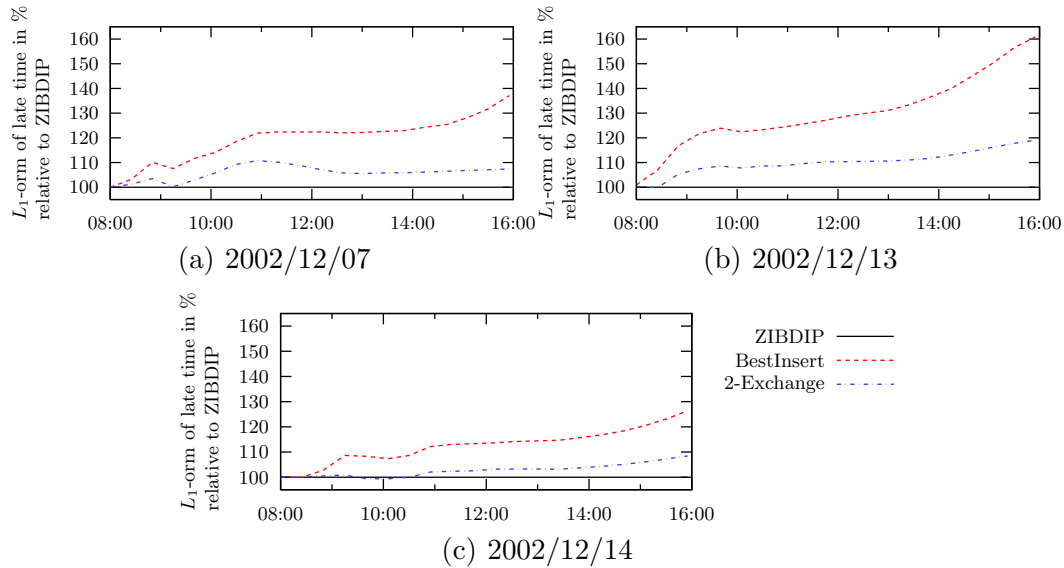 L₁-orm of late time in %
relative to ZIBDIP
160
150
140
130
120
110
100
08:00 10:00 12:00 14:00 16:00
(a) 2002/12/07
L₁-orm of late time in %
relative to ZIBDIP
160
150
140
130
120
110
100
08:00 10:00 12:00 14:00 16:00
(b) 2002/12/13
L₁-orm of late time in %
relative to ZIBDIP
160
150
140
130
120
110
100
08:00 10:00 12:00 14:00 16:00
(c) 2002/12/14
ZIBDIP
BestInsert
2-Exchange